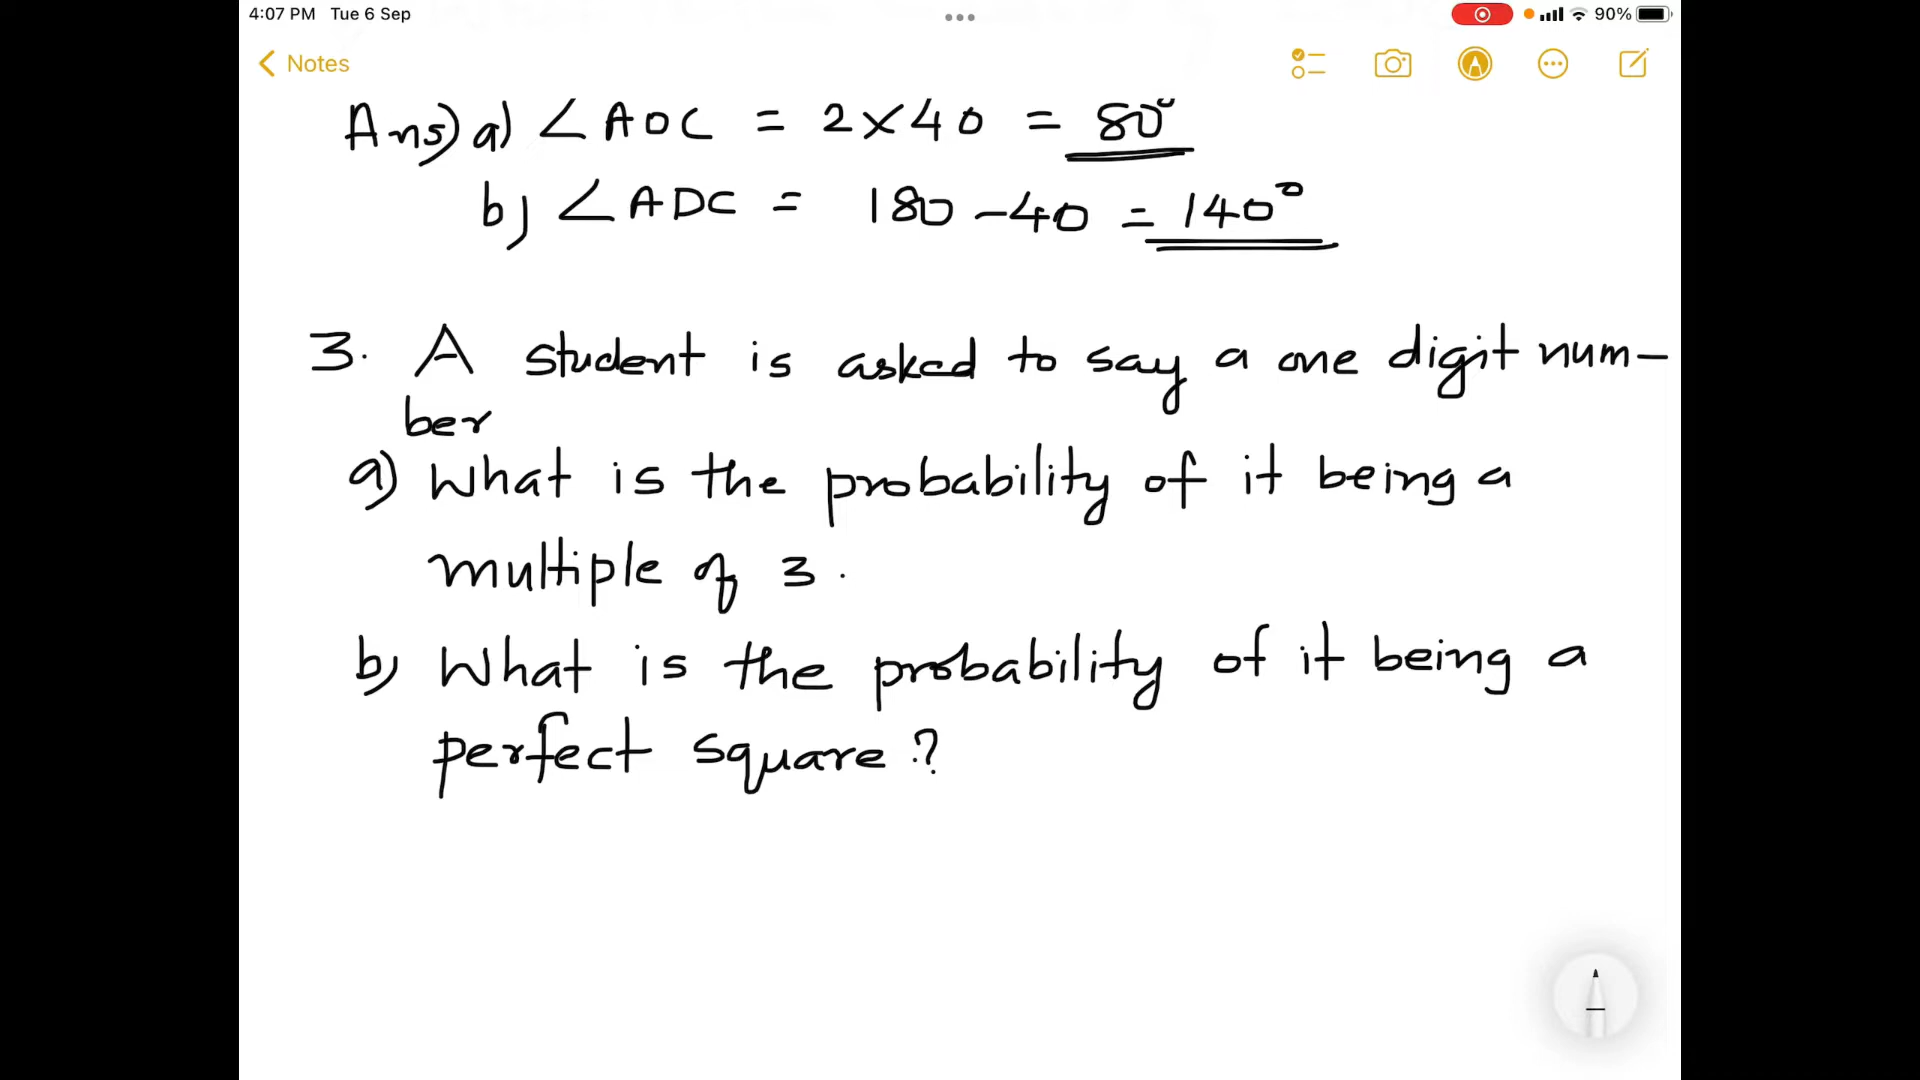 4:07 PM Tue 6 Sep
90%
Notes
Ans) a) ∠AOC = 2×40 = 80°
b) ∠ADC = 180 - 40 = 140°
3. A student is asked to say a one digit num-
ber
a) What is the probability of it being a
multiple of 3.
b) What is the probability of it being a
perfect square?